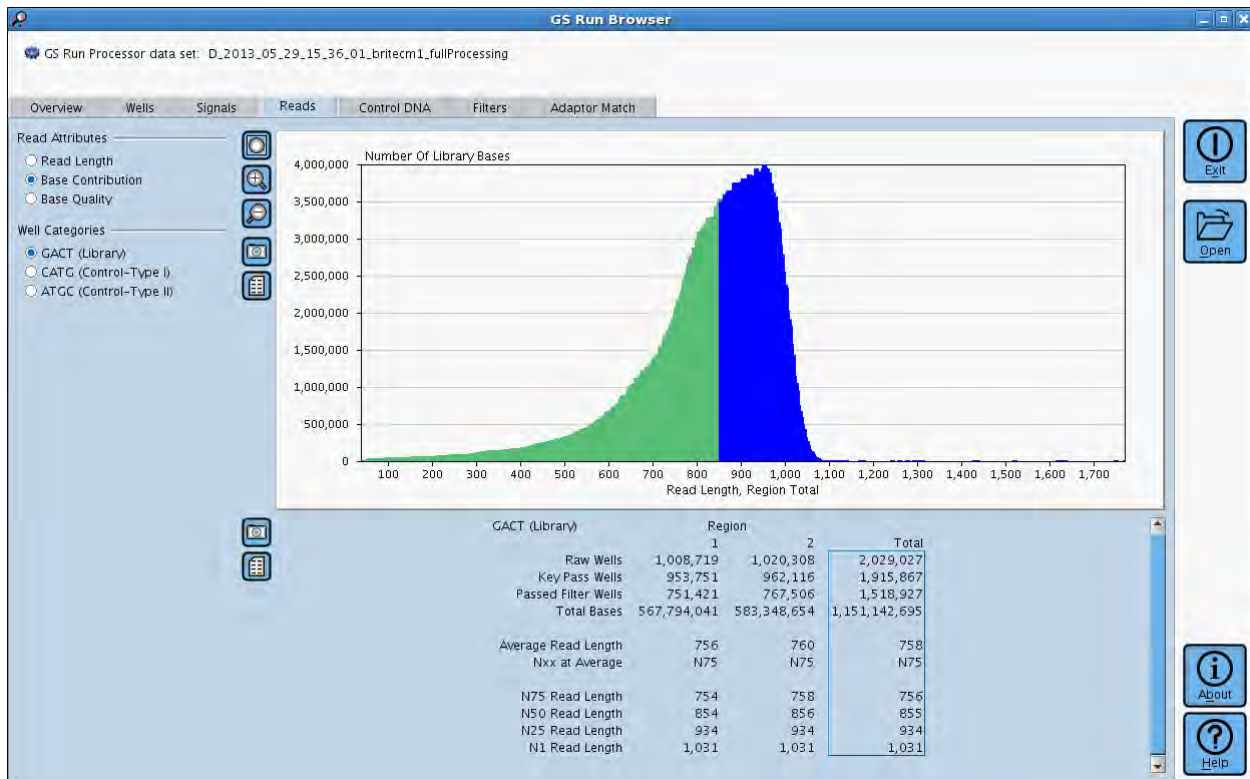 GS Run Browser
GS Run Processor data set: D_2013_05_29_15_36_01_britecm1_fullProcessing
Overview Wells Signals Reads Control DNA Filters Adaptor Match
Read Attributes
Read Length
Base Contribution
Base Quality
Well Categories
GACT (Library)
CATG (Control-Type I)
ATGC (Control-Type II)
Number Of Library Bases
4,000,000
3,500,000
3,000,000
2,500,000
2,000,000
1,500,000
1,000,000
500,000
0
100 200 300 400 500 600 700 800 900 1,000 1,100 1,200 1,300 1,400 1,500 1,600 1,700
Read Length, Region Total
Exit
Open
GACT (Library) Region
1 2 Total
Raw Wells 1,008,719 1,020,308 2,029,027
Key Pass Wells 953,751 962,116 1,915,867
Passed Filter Wells 751,421 767,506 1,518,927
Total Bases 567,794,041 583,348,654 1,151,142,695
Average Read Length 756 760 758
Nxx at Average N75 N75 N75
N75 Read Length 754 758 756
N50 Read Length 854 856 855
N25 Read Length 934 934 934
N1 Read Length 1,031 1,031 1,031
About
Help